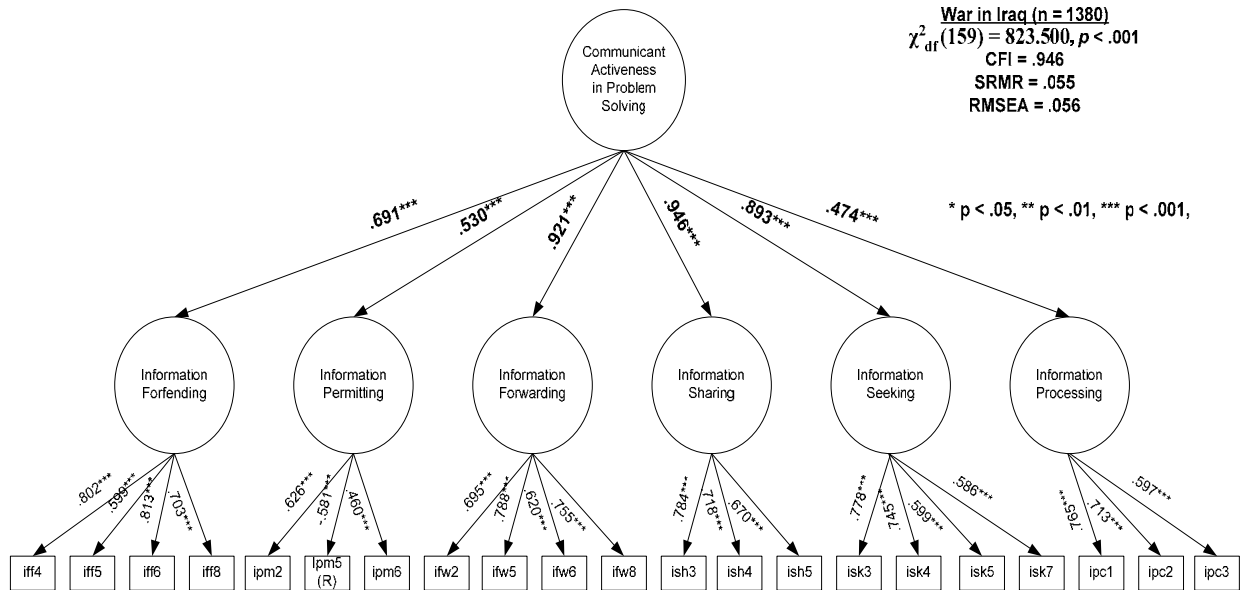 War in Iraq (n = 1380)
χ²df(159) = 823.500, p < .001
CFI = .946
SRMR = .055
RMSEA = .056
Communicant
Activeness
in Problem
Solving
.691***
.530***
.921***
.946***
.893***
.474***
* p < .05, ** p < .01, *** p < .001,
Information
Forfending
Information
Permitting
Information
Forwarding
Information
Sharing
Information
Seeking
Information
Processing
.802***
.599***
.813***
.703***
.626***
-.581***
.460***
.695***
.788***
.620***
.755***
.784***
.718***
.670***
.778***
.745***
.599***
.586***
.765***
.713***
.597***
iff4
iff5
iff6
iff8
ipm2
Ipm5
(R)
ipm6
ifw2
ifw5
ifw6
ifw8
ish3
ish4
ish5
isk3
isk4
isk5
isk7
ipc1
ipc2
ipc3